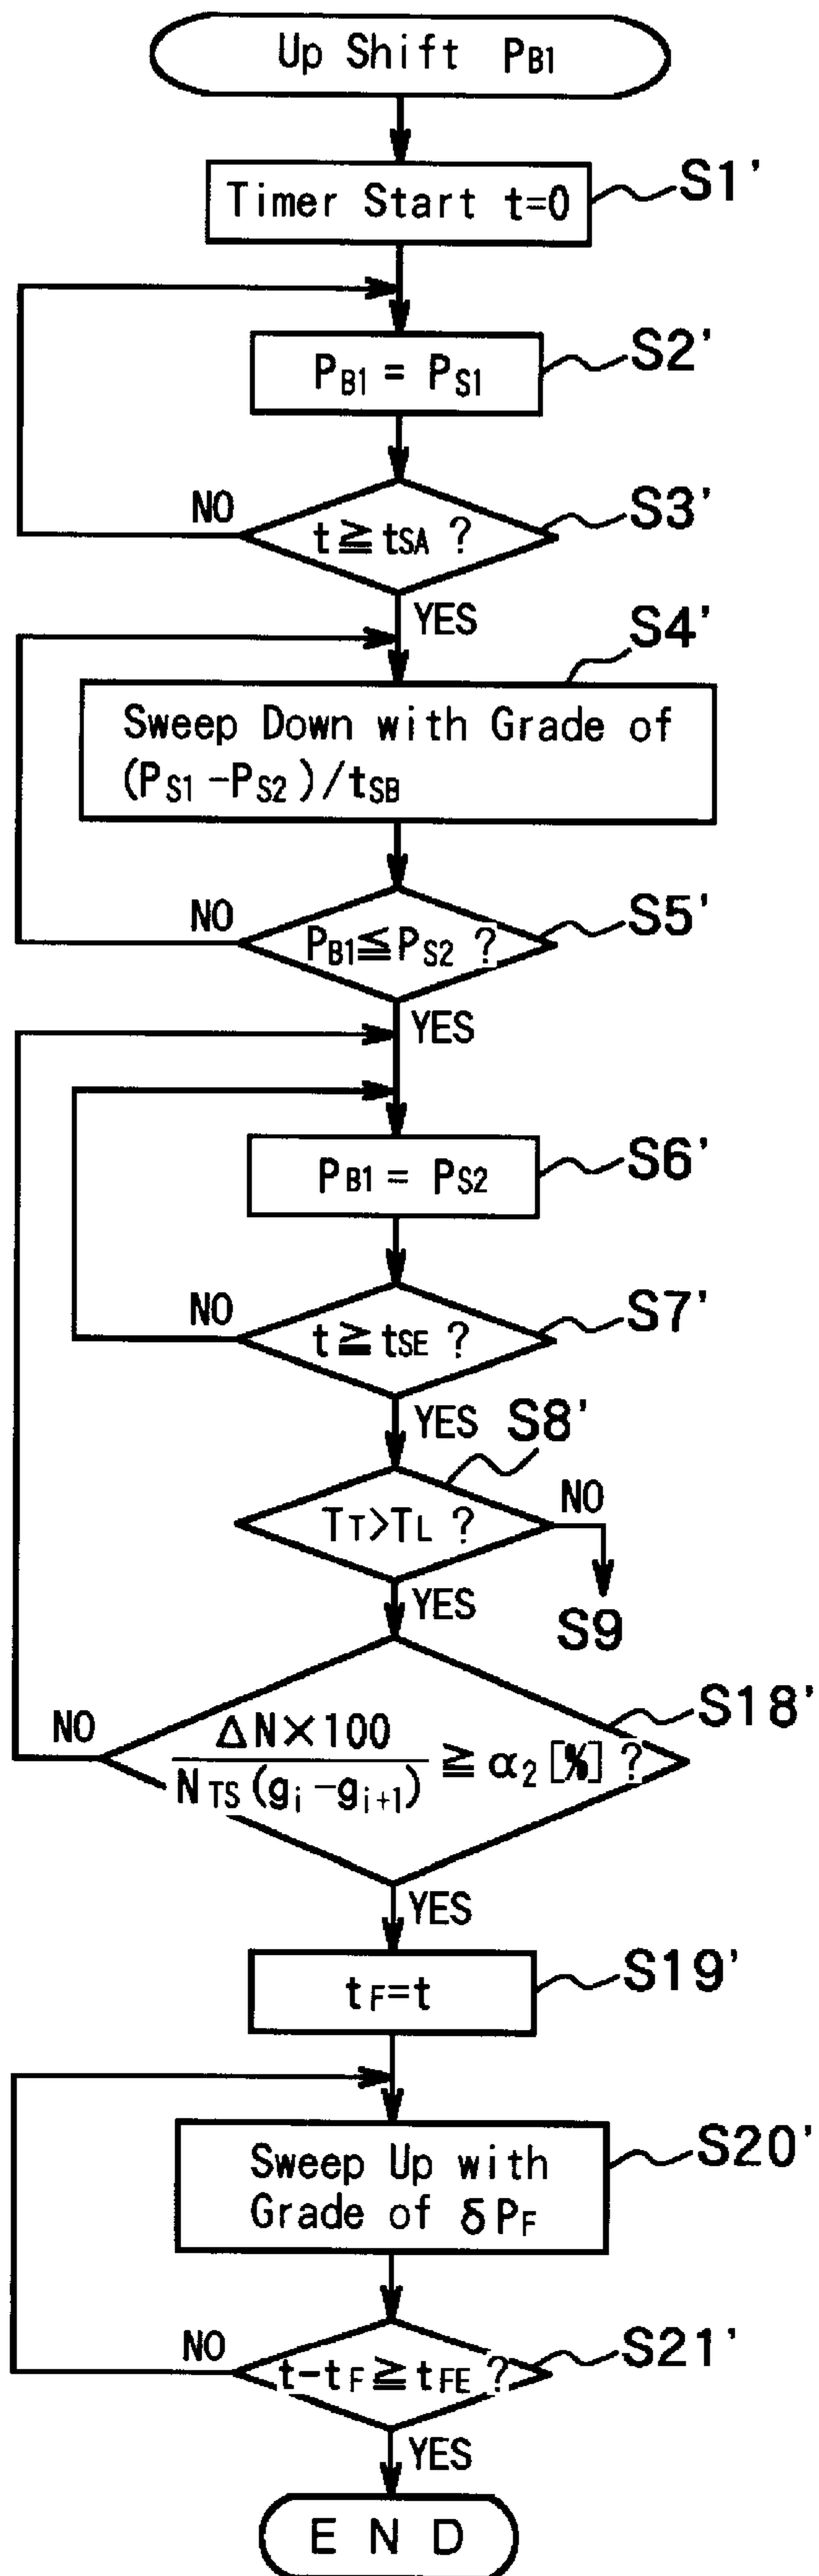 Up Shift PB1
Timer Start t=0
S1'
PB1 = PS1
S2'
t≧tSA ?
S3'
NO
YES
S4'
Sweep Down with Grade of
(PS1 -PS2 )/tSB
PB1≦PS2 ?
S5'
NO
YES
PB1 = PS2
S6'
t≧tSE ?
S7'
NO
YES
S8'
TT>TL ?
NO
S9
YES
ΔN×100
NTS (gi -gi+1)
≧ α2 [%] ?
S18'
NO
YES
tF=t
S19'
Sweep Up with
Grade of δPF
S20'
t-tF≧tFE ?
S21'
NO
YES
E N D